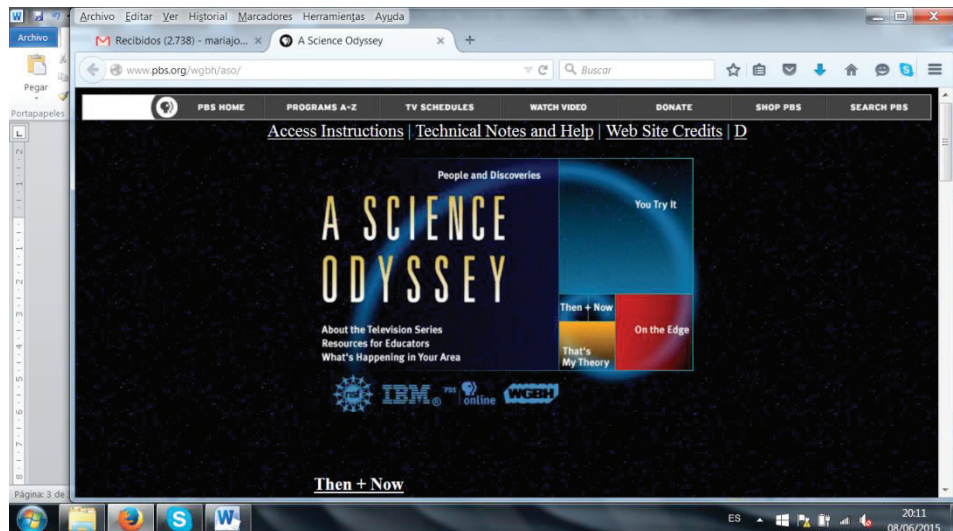 Archivo Editar Ver Historial Marcadores Herramientas Ayuda
Archivo
Recibidos (2.738) - mariajo... × A Science Odyssey × +
www.pbs.org/wgbh/aso/ Buscar
Pegar
Portapapeles
PBS HOME PROGRAMS A-Z TV SCHEDULES WATCH VIDEO DONATE SHOP PBS SEARCH PBS
Access Instructions | Technical Notes and Help | Web Site Credits | D
People and Discoveries
You Try It
A SCIENCE
ODYSSEY
Then + Now
On the Edge
About the Television Series
Resources for Educators
What's Happening in Your Area
That's
My Theory
nsf IBM® PBS online WGBH
Then + Now
Página: 3 de
ES 20:11
08/06/2015